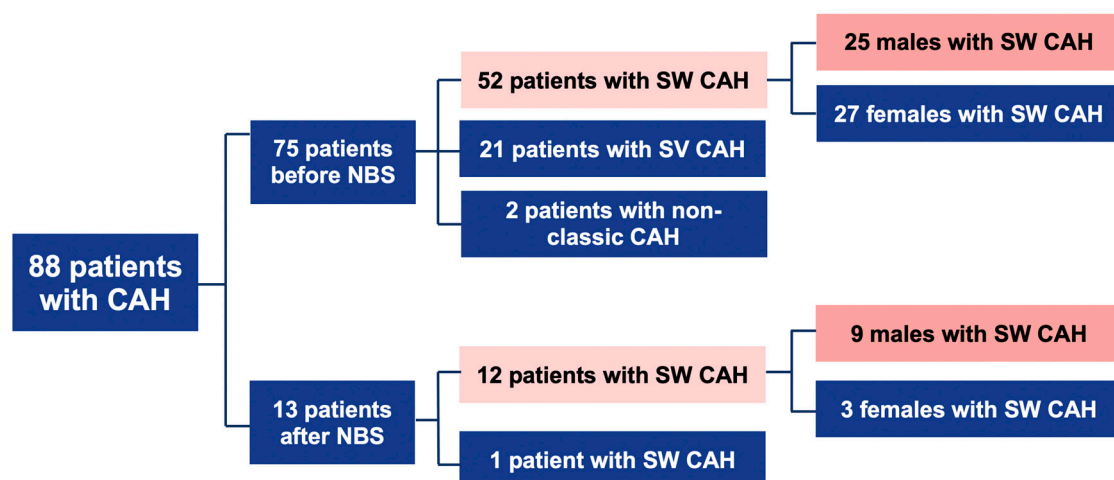 88 patients
with CAH
75 patients
before NBS
52 patients with SW CAH
25 males with SW CAH
27 females with SW CAH
21 patients with SV CAH
2 patients with non-
classic CAH
13 patients
after NBS
12 patients with SW CAH
9 males with SW CAH
3 females with SW CAH
1 patient with SW CAH